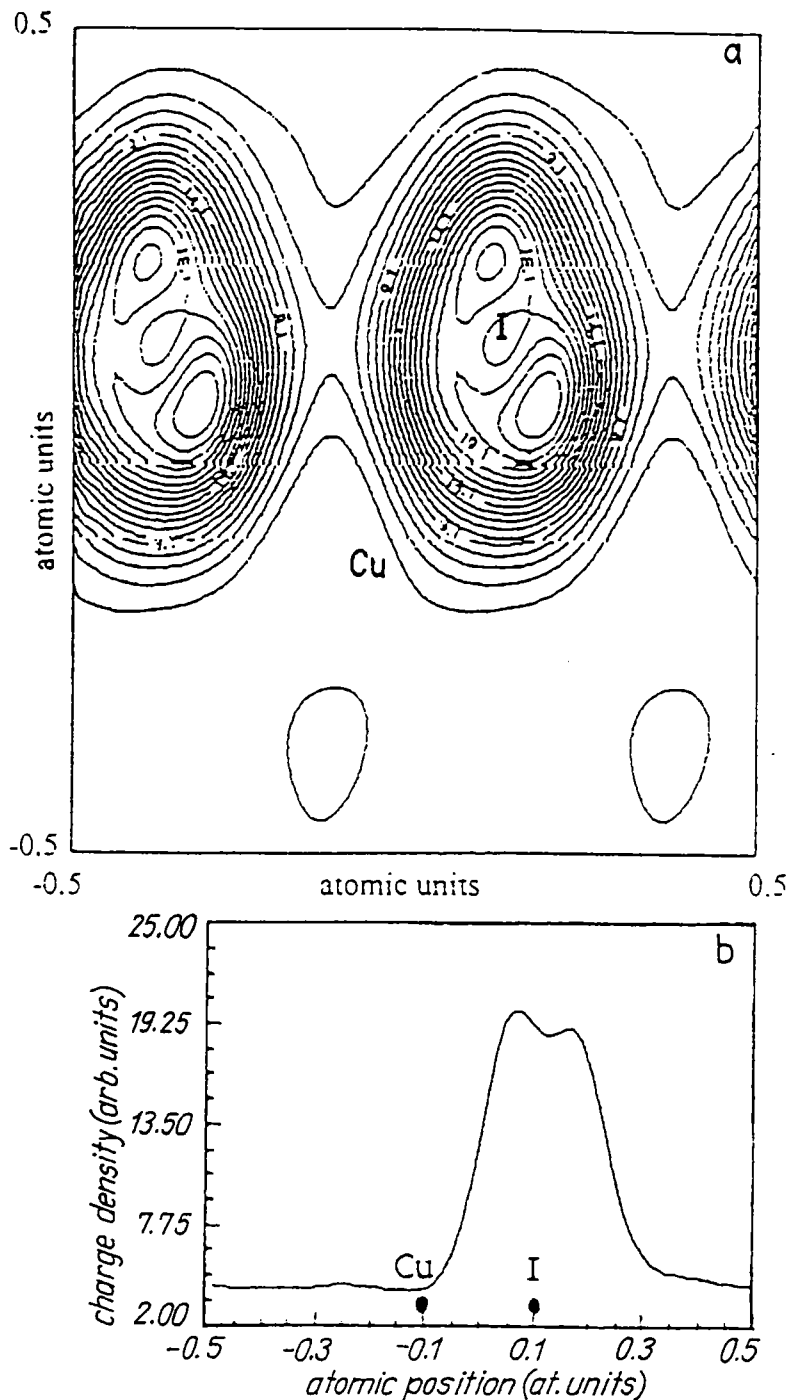 0.5
a
I
Cu
atomic units
-0.5
-0.5
atomic units
0.5
25.00
b
19.25
13.50
7.75
2.00
charge density (arb.units)
Cu
I
-0.5
-0.3
-0.1
0.1
0.3
0.5
atomic position (at. units)